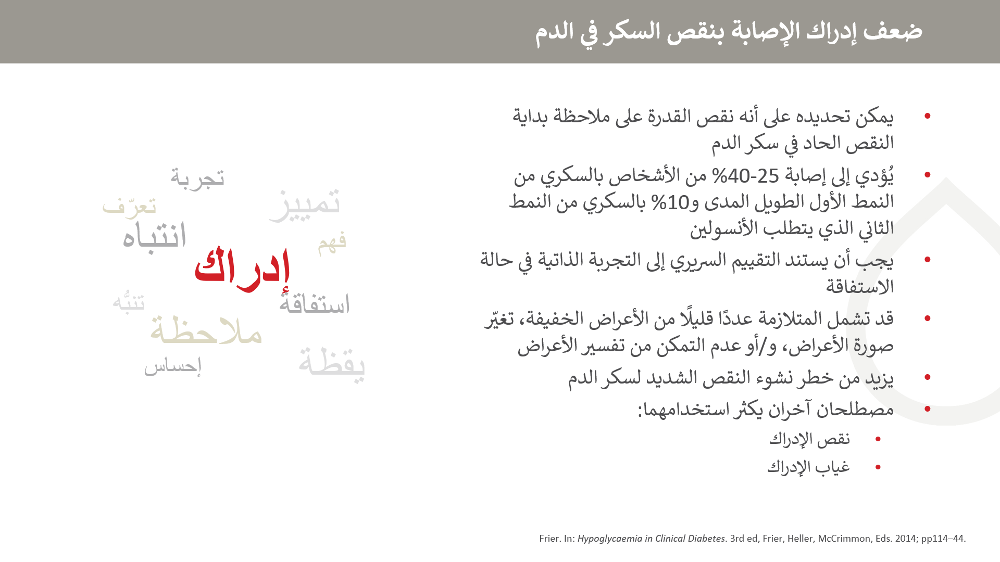 ضعف إدراك الإصابة بنقص السكر في الدم
• يمكن تحديده على أنه نقص القدرة على ملاحظة بداية
النقص الحاد في سكر الدم
• يُؤدي إلى إصابة 25-40% من الأشخاص بالسكري من
النمط الأول الطويل المدى و10% بالسكري من النمط
الثاني الذي يتطلب الأنسولين
• يجب أن يستند التقييم السريري إلى التجربة الذاتية في حالة
الاستفاقة
• قد تشمل المتلازمة عددًا قليلًا من الأعراض الخفيفة، تغيّر
صورة الأعراض، و/أو عدم التمكن من تفسير الأعراض
• يزيد من خطر نشوء النقص الشديد لسكر الدم
• مصطلحان آخران يكثر استخدامهما:
• نقص الإدراك
• غياب الإدراك
تجربة
تمييز
تعرّف
انتباه
فهم
إدراك
استفاقة
تنبُّه
ملاحظة
يقظة
إحساس
Frier. In: Hypoglycaemia in Clinical Diabetes. 3rd ed, Frier, Heller, McCrimmon, Eds. 2014; pp114–44.